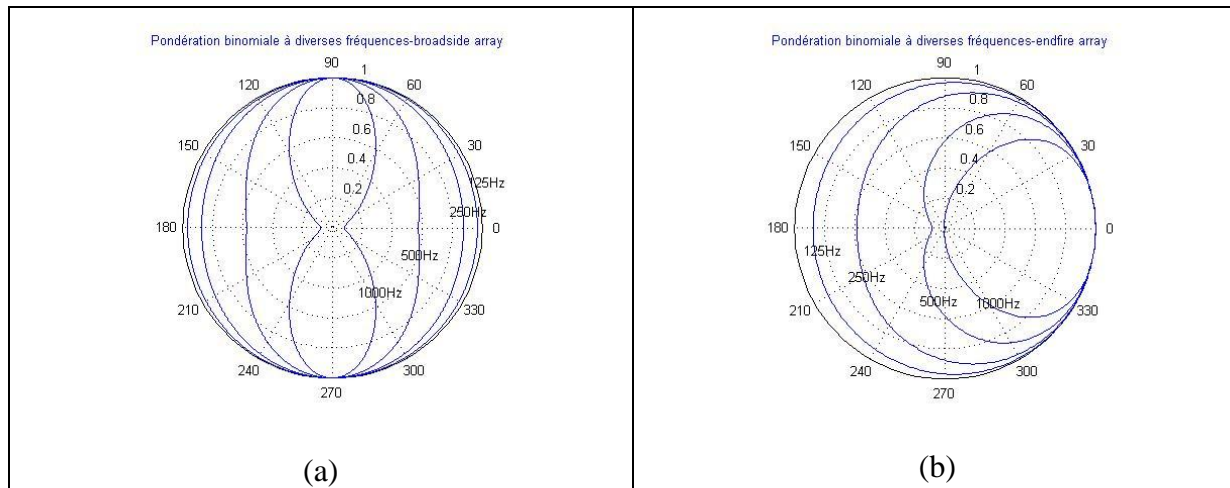 Pondération binomiale à diverses fréquences-broadside array
90
1
120
60
0.8
0.6
150
30
0.4
0.2
125Hz
250Hz
180
0
500Hz
1000Hz
210
330
240
300
270
(a)
Pondération binomiale à diverses fréquences-endfire array
90
1
120
60
0.8
0.6
150
30
0.4
0.2
180
0
125Hz
250Hz
500Hz
1000Hz
210
330
240
300
270
(b)